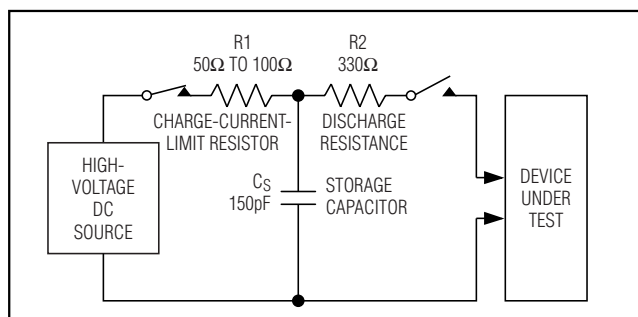 R1
50Ω TO 100Ω
R2
330Ω
CHARGE-CURRENT-
LIMIT RESISTOR
DISCHARGE
RESISTANCE
HIGH-
VOLTAGE
DC
SOURCE
CS
150pF
STORAGE
CAPACITOR
DEVICE
UNDER
TEST